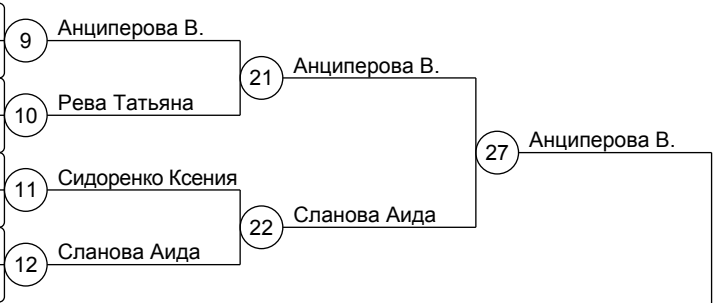 9 Анциперова В.
21 Анциперова В.
10 Рева Татьяна
27 Анциперова В.
11 Сидоренко Ксения
22 Сланова Аида
12 Сланова Аида